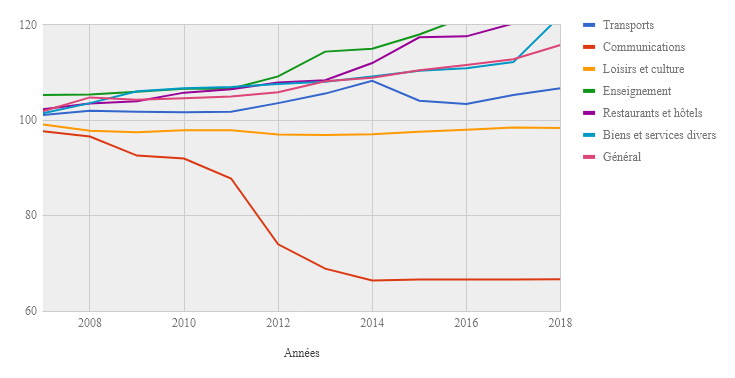 120
100
80
60
2008 2010 2012 2014 2016 2018
Années
Transports
Communications
Loisirs et culture
Enseignement
Restaurants et hôtels
Biens et services divers
Général